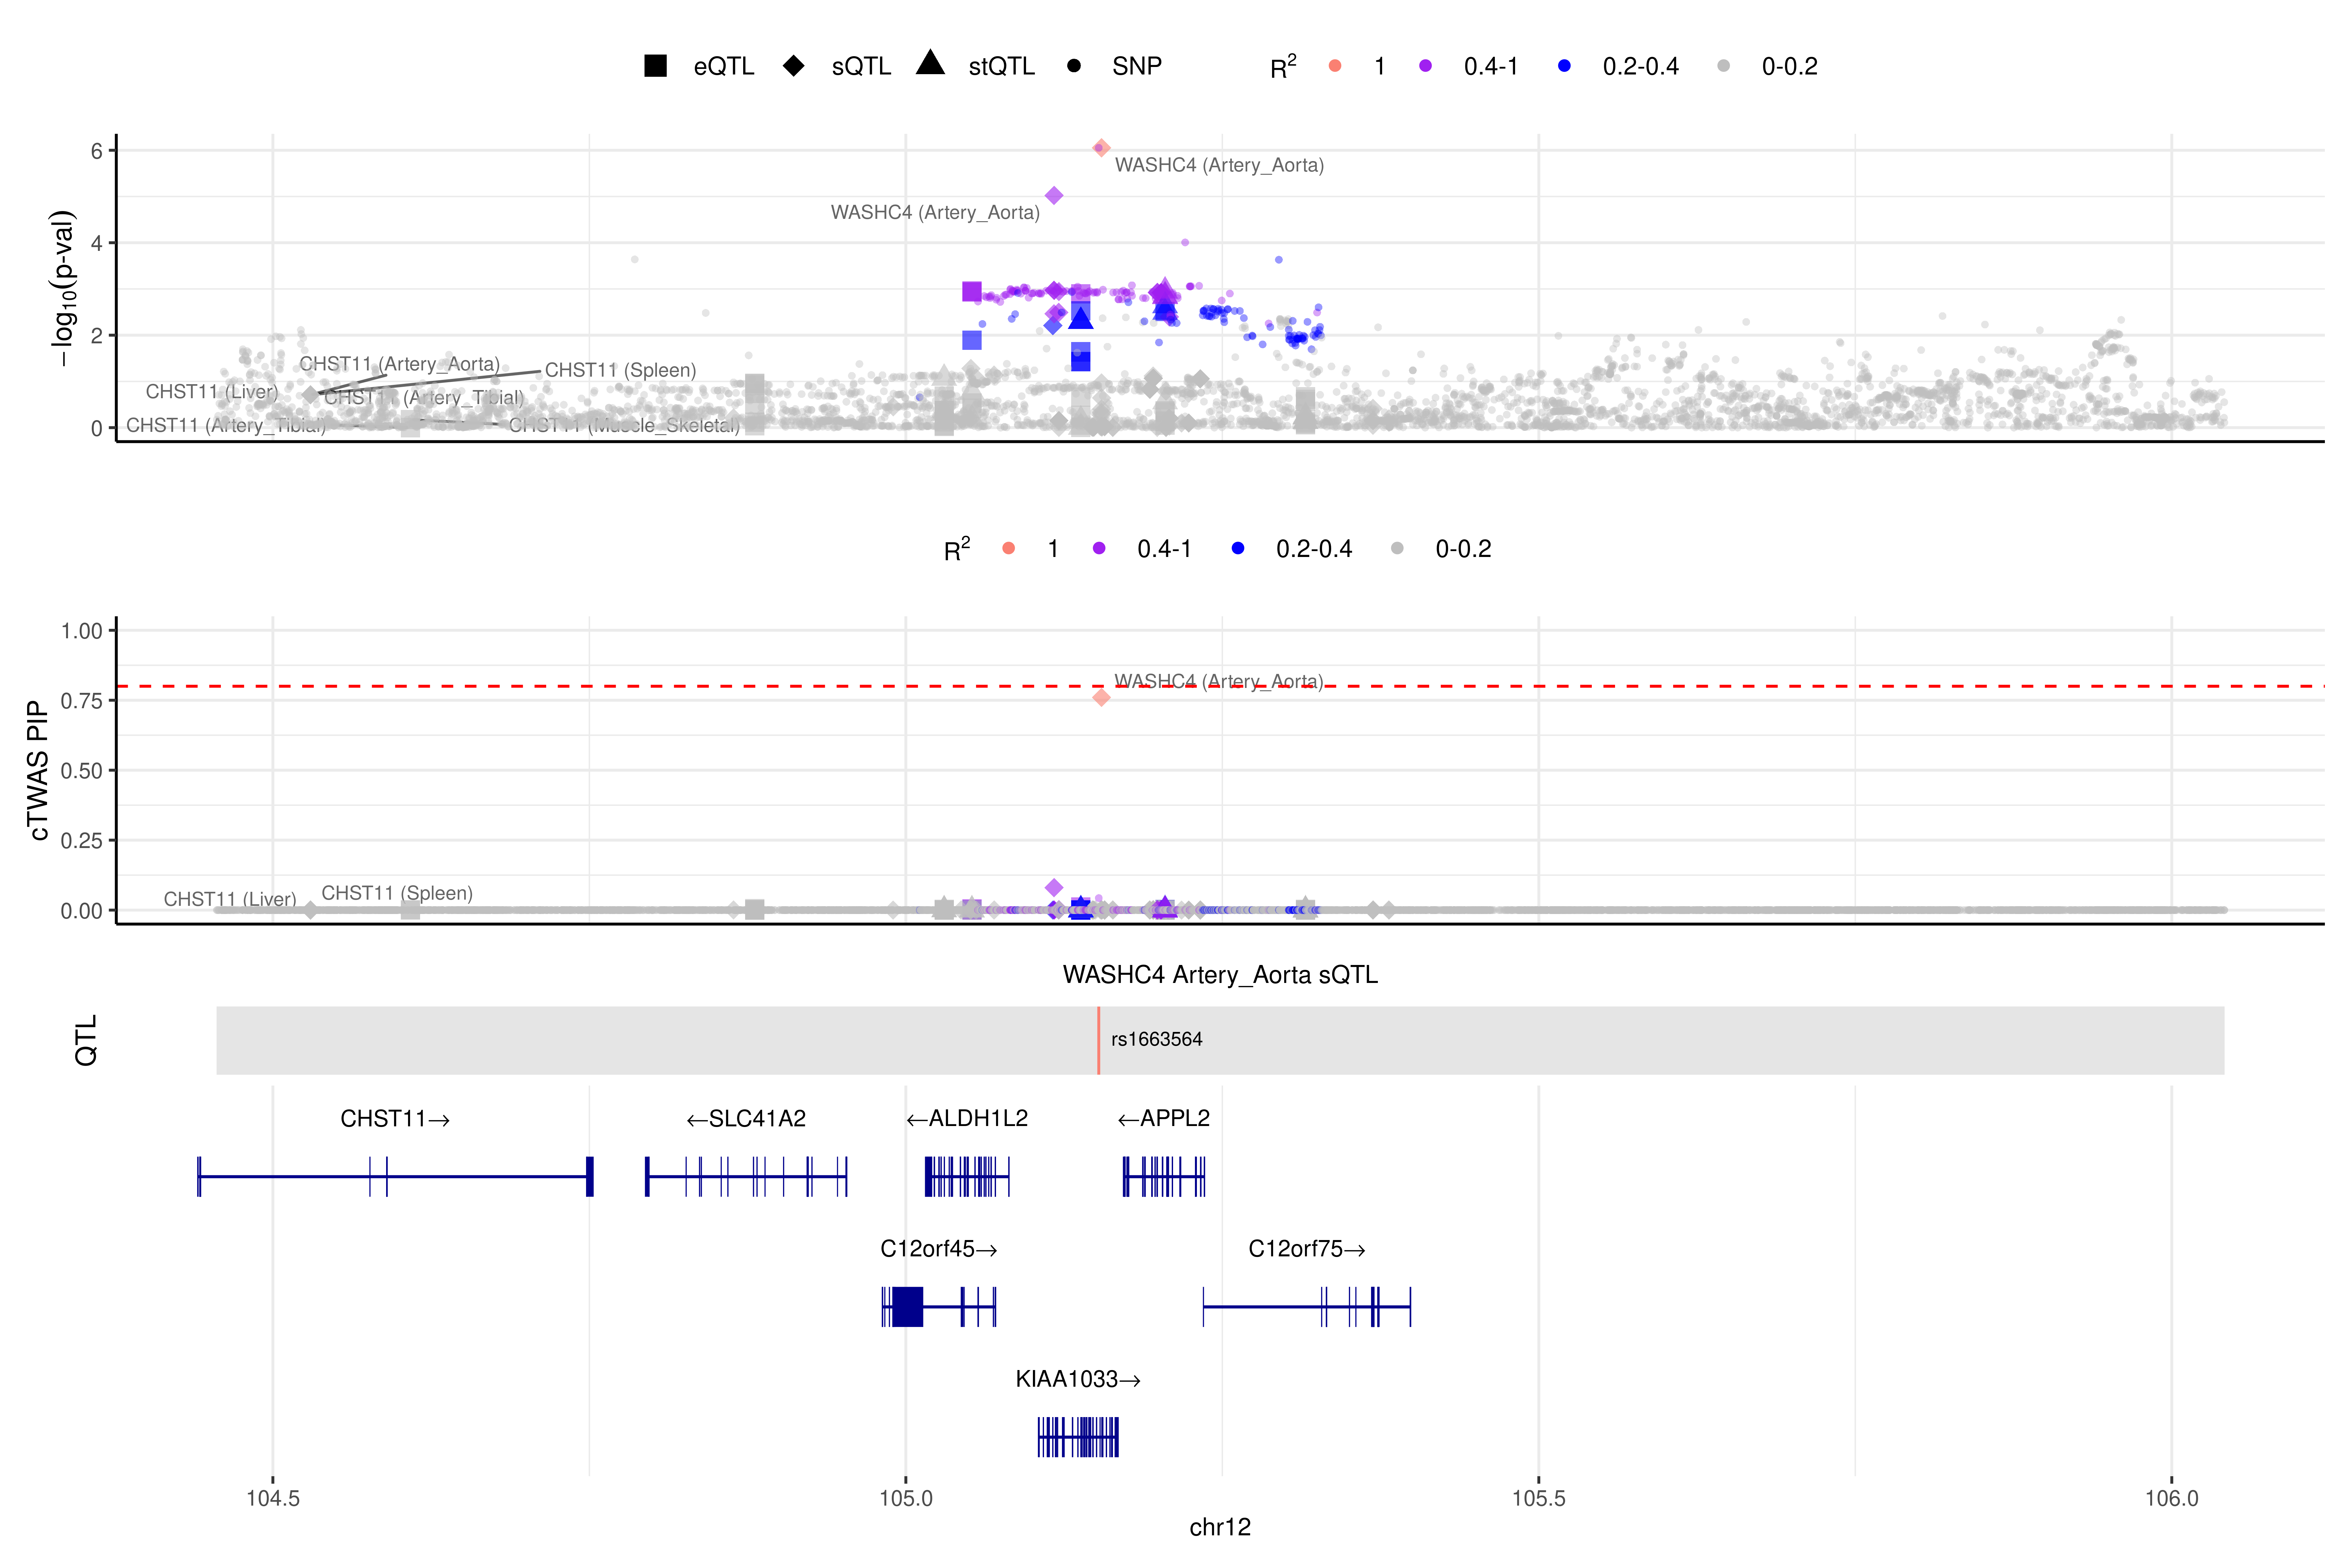 eQTL sQTL stQTL SNP R2 1 0.4-1 0.2-0.4 0-0.2
6
4
2
0
−log10(p-val)
WASHC4 (Artery_Aorta)
WASHC4 (Artery_Aorta)
CHST11 (Artery_Aorta)
CHST11 (Spleen)
CHST11 (Liver)
CHST11 (Artery_Tibial)
CHST11 (Artery_Tibial)
CHST11 (Muscle_Skeletal)
R2 1 0.4-1 0.2-0.4 0-0.2
1.00
0.75
0.50
0.25
0.00
cTWAS PIP
WASHC4 (Artery_Aorta)
CHST11 (Liver)
CHST11 (Spleen)
WASHC4 Artery_Aorta sQTL
QTL
rs1663564
CHST11→ ←SLC41A2 ←ALDH1L2 ←APPL2
C12orf45→ C12orf75→
KIAA1033→
104.5 105.0 105.5 106.0
chr12